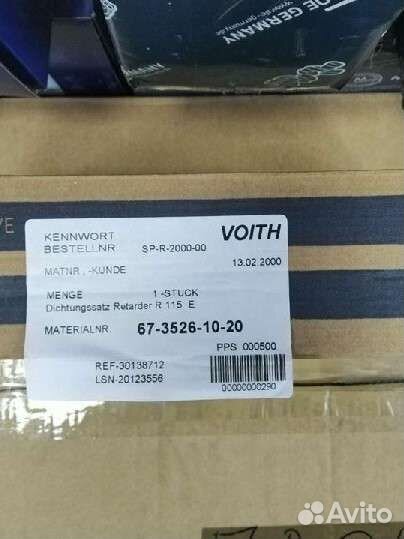 DE GERMANY
KENNWORT
BESTELLNR SP-R-2000-00 VOITH
MATNR., -KUNDE 13.02.2000
MENGE 1 -STUCK
Dichtungssatz Retarder R 115 E
MATERIALNR. 67-3526-10-20
PPS 000500
REF-30138712
LSN-20123556 00000000290
Avito